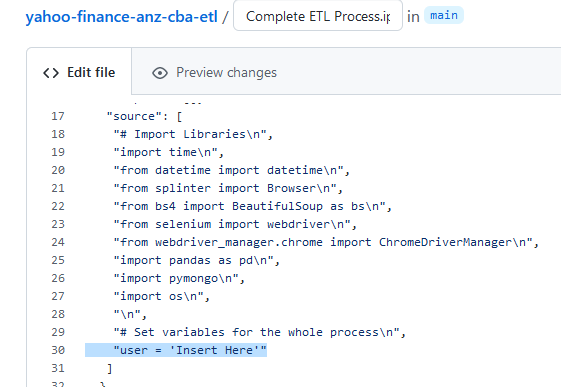 yahoo-finance-anz-cba-etl / Complete ETL Process.ip in main
Edit file Preview changes
17 "source": [
18 "# Import Libraries\n",
19 "import time\n",
20 "from datetime import datetime\n",
21 "from splinter import Browser\n",
22 "from bs4 import BeautifulSoup as bs\n",
23 "from selenium import webdriver\n",
24 "from webdriver_manager.chrome import ChromeDriverManager\n",
25 "import pandas as pd\n",
26 "import pymongo\n",
27 "import os\n",
28 "\n",
29 "# Set variables for the whole process\n",
30 "user = 'Insert Here'"
31 ]
32 }